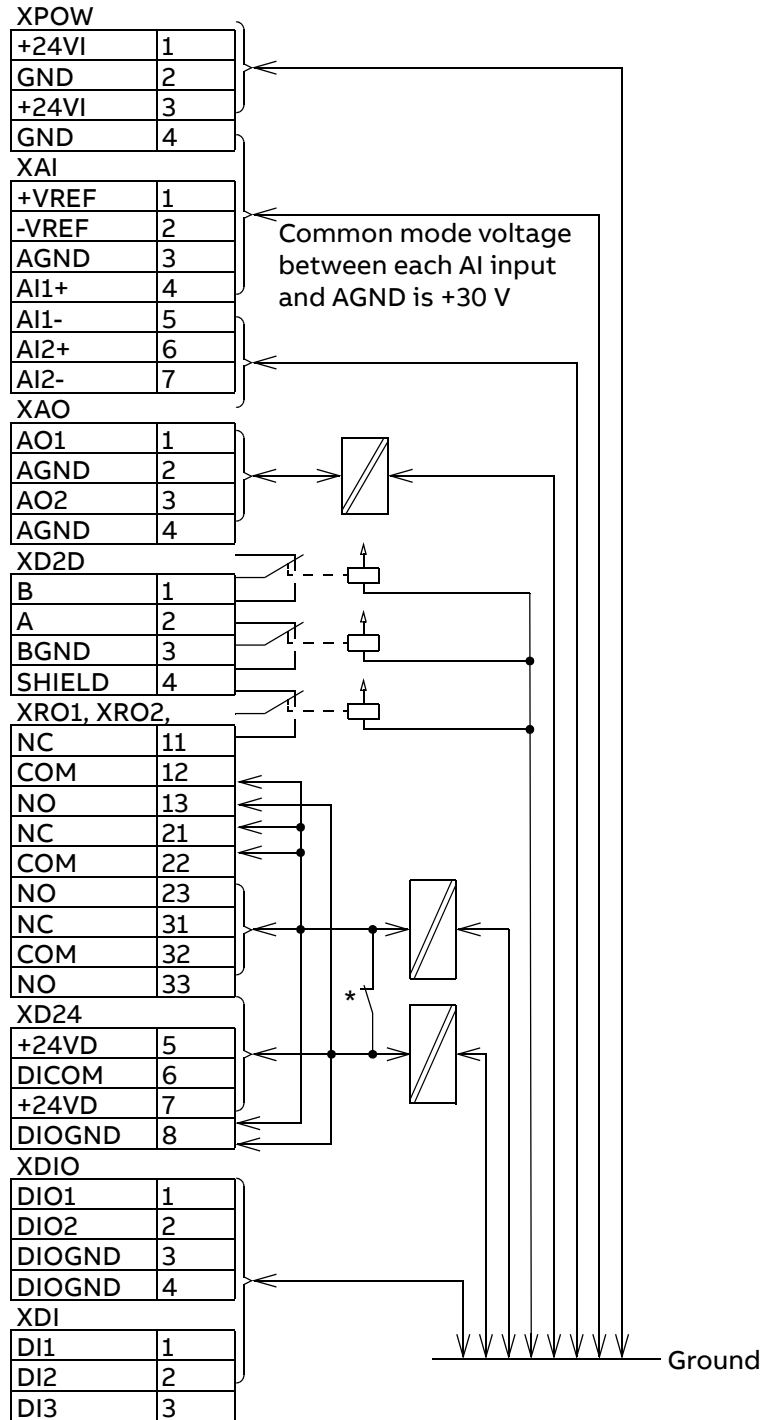 XPOW
+24VI 1
GND 2
+24VI 3
GND 4
XAI
+VREF 1
-VREF 2
AGND 3
AI1+ 4
AI1- 5
AI2+ 6
AI2- 7
Common mode voltage
between each AI input
and AGND is +30 V
XAO
AO1 1
AGND 2
AO2 3
AGND 4
XD2D
B 1
A 2
BGND 3
SHIELD 4
XRO1, XRO2,
NC 11
COM 12
NO 13
NC 21
COM 22
NO 23
NC 31
COM 32
NO 33
*
XD24
+24VD 5
DICOM 6
+24VD 7
DIOGND 8
XDIO
DIO1 1
DIO2 2
DIOGND 3
DIOGND 4
XDI
DI1 1
DI2 2
DI3 3
Ground